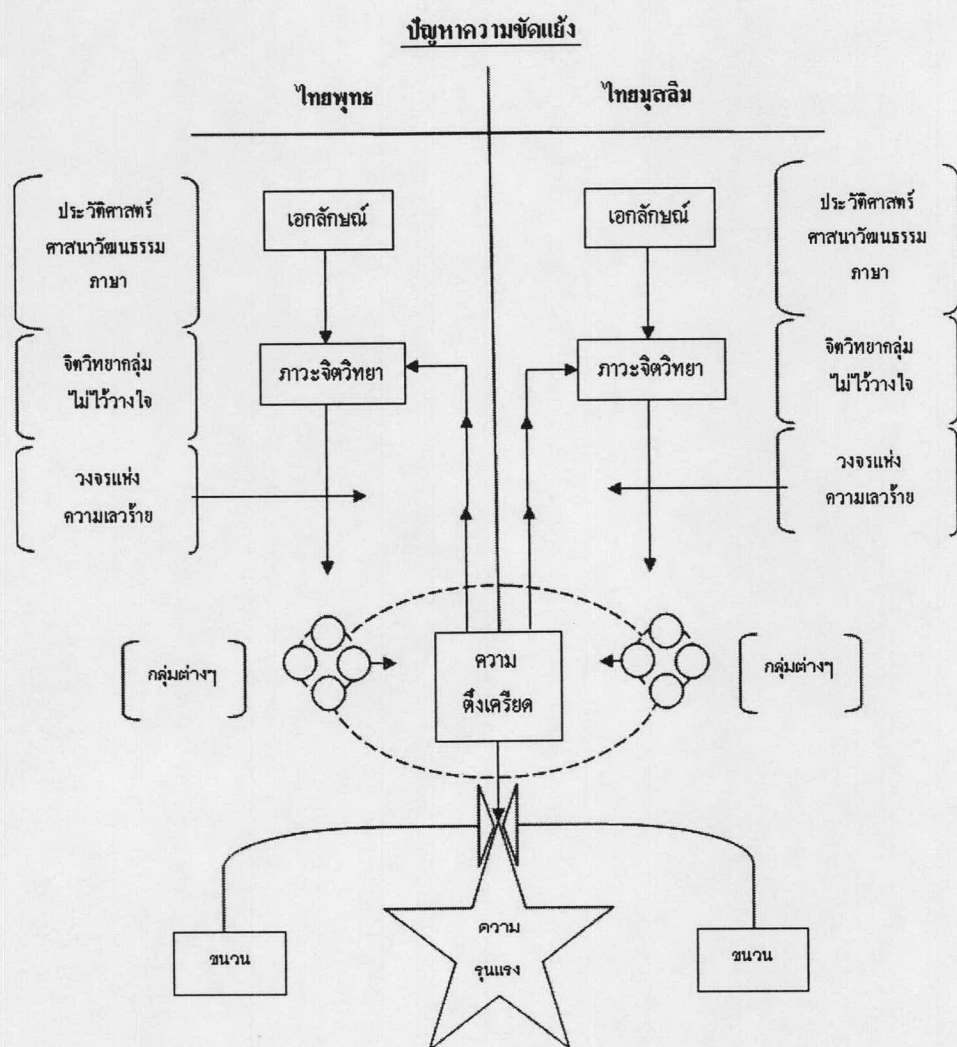 ปัญหาความขัดแย้ง
ไทยพุทธ
ไทยมุสลิม
ประวัติศาสตร์
ศาสนาวัฒนธรรม
ภาษา
เอกลักษณ์
เอกลักษณ์
ประวัติศาสตร์
ศาสนาวัฒนธรรม
ภาษา
จิตวิทยากลุ่ม
ไม่ไว้วางใจ
ภาวะจิตวิทยา
ภาวะจิตวิทยา
จิตวิทยากลุ่ม
ไม่ไว้วางใจ
วงจรแห่ง
ความเลวร้าย
วงจรแห่ง
ความเลวร้าย
กลุ่มต่างๆ
ความ
ตึงเครียด
กลุ่มต่างๆ
ชนวน
ความ
รุนแรง
ชนวน